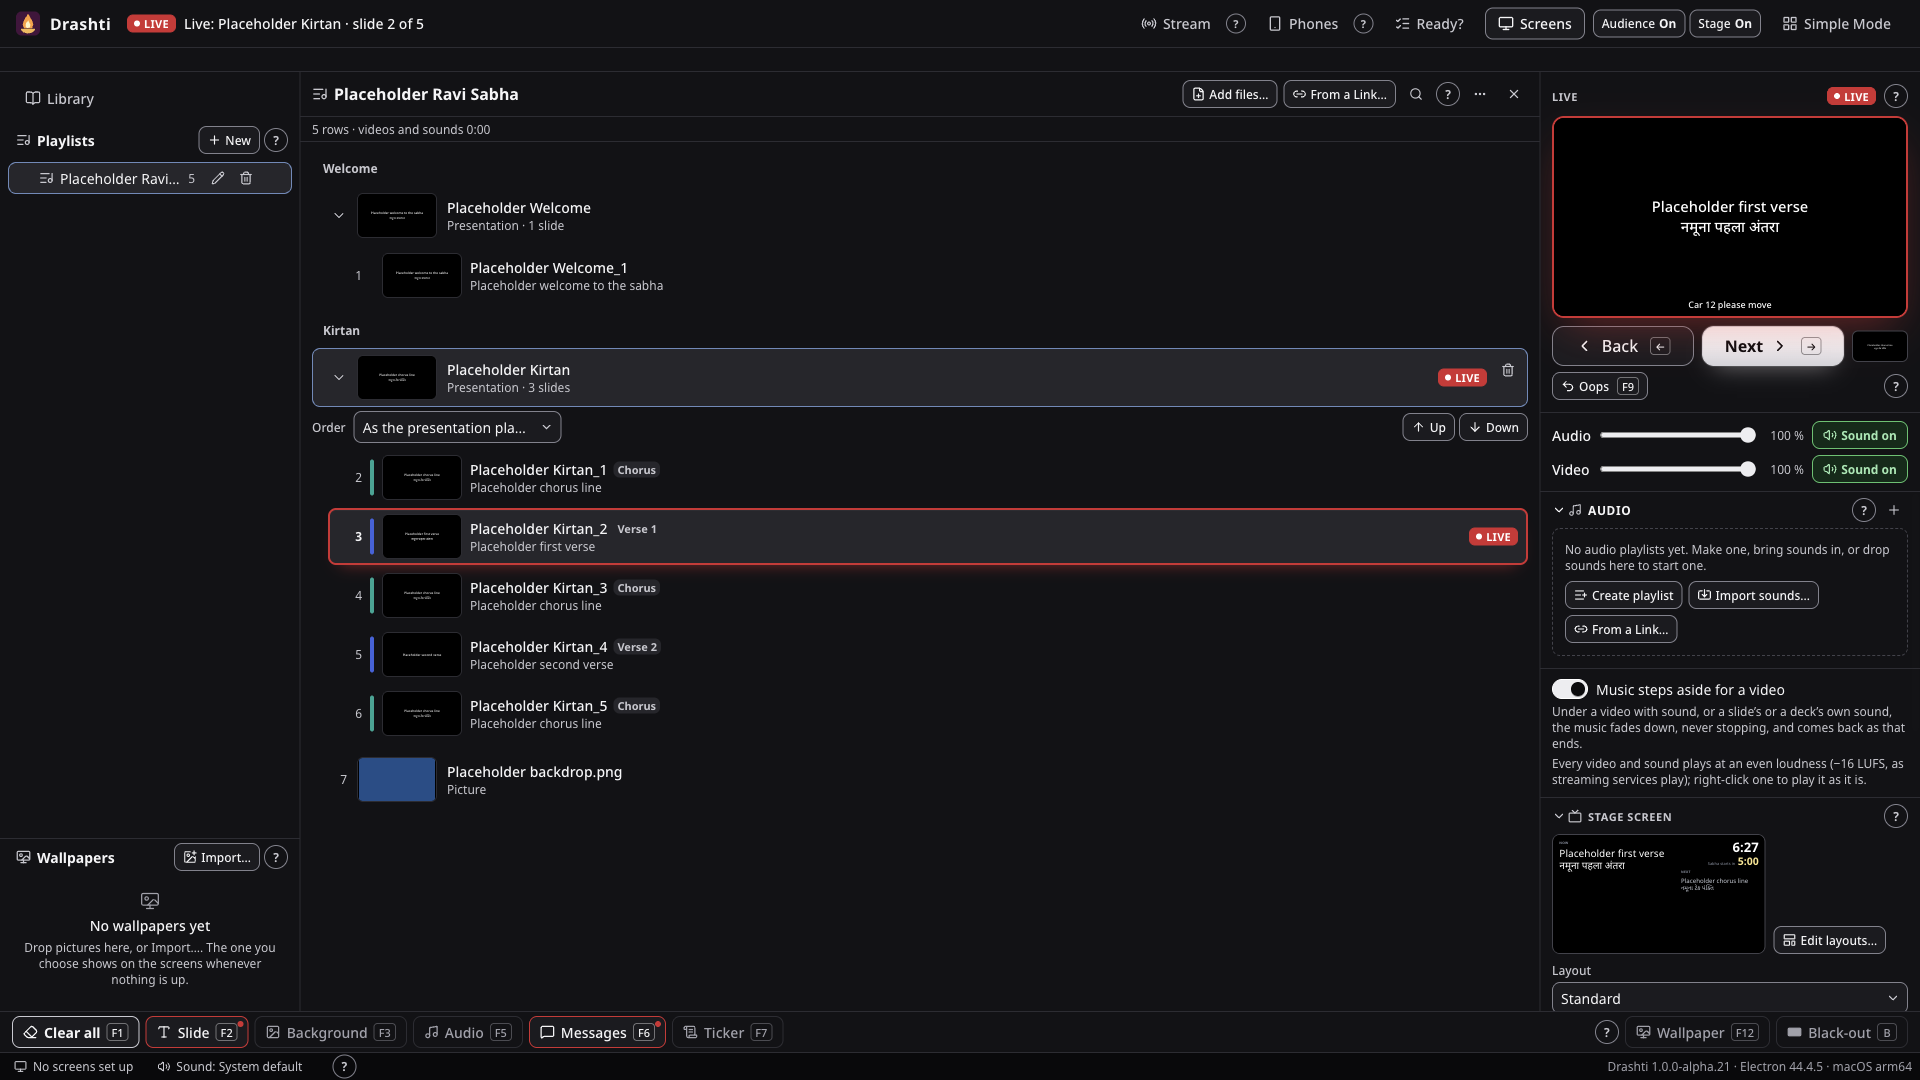 Drashti
LIVE
Live: Placeholder Kirtan · slide 2 of 5
Stream
?
Phones
?
Ready?
Screens
Audience On
Stage On
Simple Mode
Library
Playlists
New
?
Placeholder Ravi...
5
Placeholder Ravi Sabha
Add files...
From a Link...
?
5 rows · videos and sounds 0:00
Welcome
Placeholder Welcome
Presentation · 1 slide
1
Placeholder Welcome_1
Placeholder welcome to the sabha
Kirtan
Placeholder Kirtan
Presentation · 3 slides
LIVE
Order
As the presentation pla...
Up
Down
2
Placeholder Kirtan_1 Chorus
Placeholder chorus line
3
Placeholder Kirtan_2 Verse 1
Placeholder first verse
LIVE
4
Placeholder Kirtan_3 Chorus
Placeholder chorus line
5
Placeholder Kirtan_4 Verse 2
Placeholder second verse
6
Placeholder Kirtan_5 Chorus
Placeholder chorus line
7
Placeholder backdrop.png
Picture
Wallpapers
Import...
?
No wallpapers yet
Drop pictures here, or Import.... The one you
choose shows on the screens whenever
nothing is up.
LIVE
LIVE
?
Placeholder first verse
नमूना पहला अंतरा
Car 12 please move
Back
Next
Oops F9
?
Audio 100 % Sound on
Video 100 % Sound on
AUDIO
?
No audio playlists yet. Make one, bring sounds in, or drop
sounds here to start one.
Create playlist
Import sounds...
From a Link...
Music steps aside for a video
Under a video with sound, or a slide's or a deck's own sound,
the music fades down, never stopping, and comes back as that
ends.
Every video and sound plays at an even loudness (−16 LUFS, as
streaming services play); right-click one to play it as it is.
STAGE SCREEN
?
Placeholder first verse
नमूना पहला अंतरा
6:27
5:00
Placeholder chorus line
Edit layouts...
Layout
Standard
Clear all F1
Slide F2
Background F3
Audio F5
Messages F6
Ticker F7
?
Wallpaper F12
Black-out B
No screens set up
Sound: System default
?
Drashti 1.0.0-alpha.21 · Electron 44.4.5 · macOS arm64